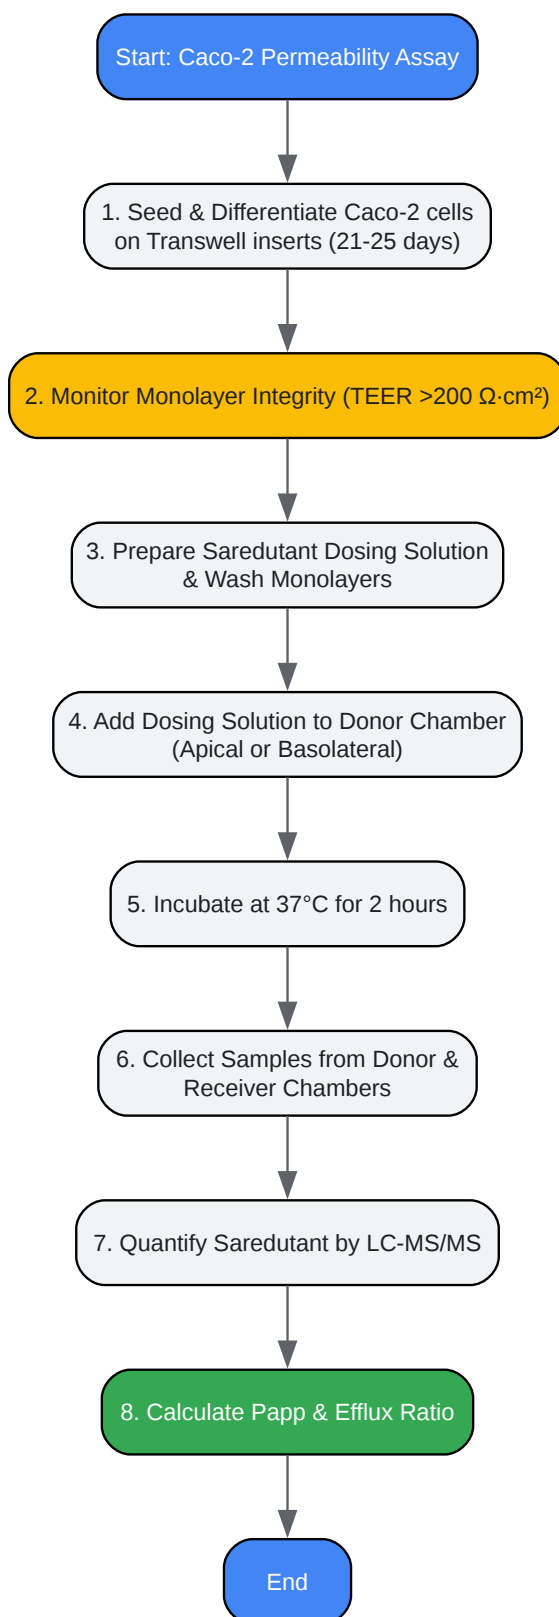 Start: Caco-2 Permeability Assay
1. Seed & Differentiate Caco-2 cells
on Transwell inserts (21-25 days)
2. Monitor Monolayer Integrity (TEER >200 Ω·cm²)
3. Prepare Saredutant Dosing Solution
& Wash Monolayers
4. Add Dosing Solution to Donor Chamber
(Apical or Basolateral)
5. Incubate at 37°C for 2 hours
6. Collect Samples from Donor &
Receiver Chambers
7. Quantify Saredutant by LC-MS/MS
8. Calculate Papp & Efflux Ratio
End